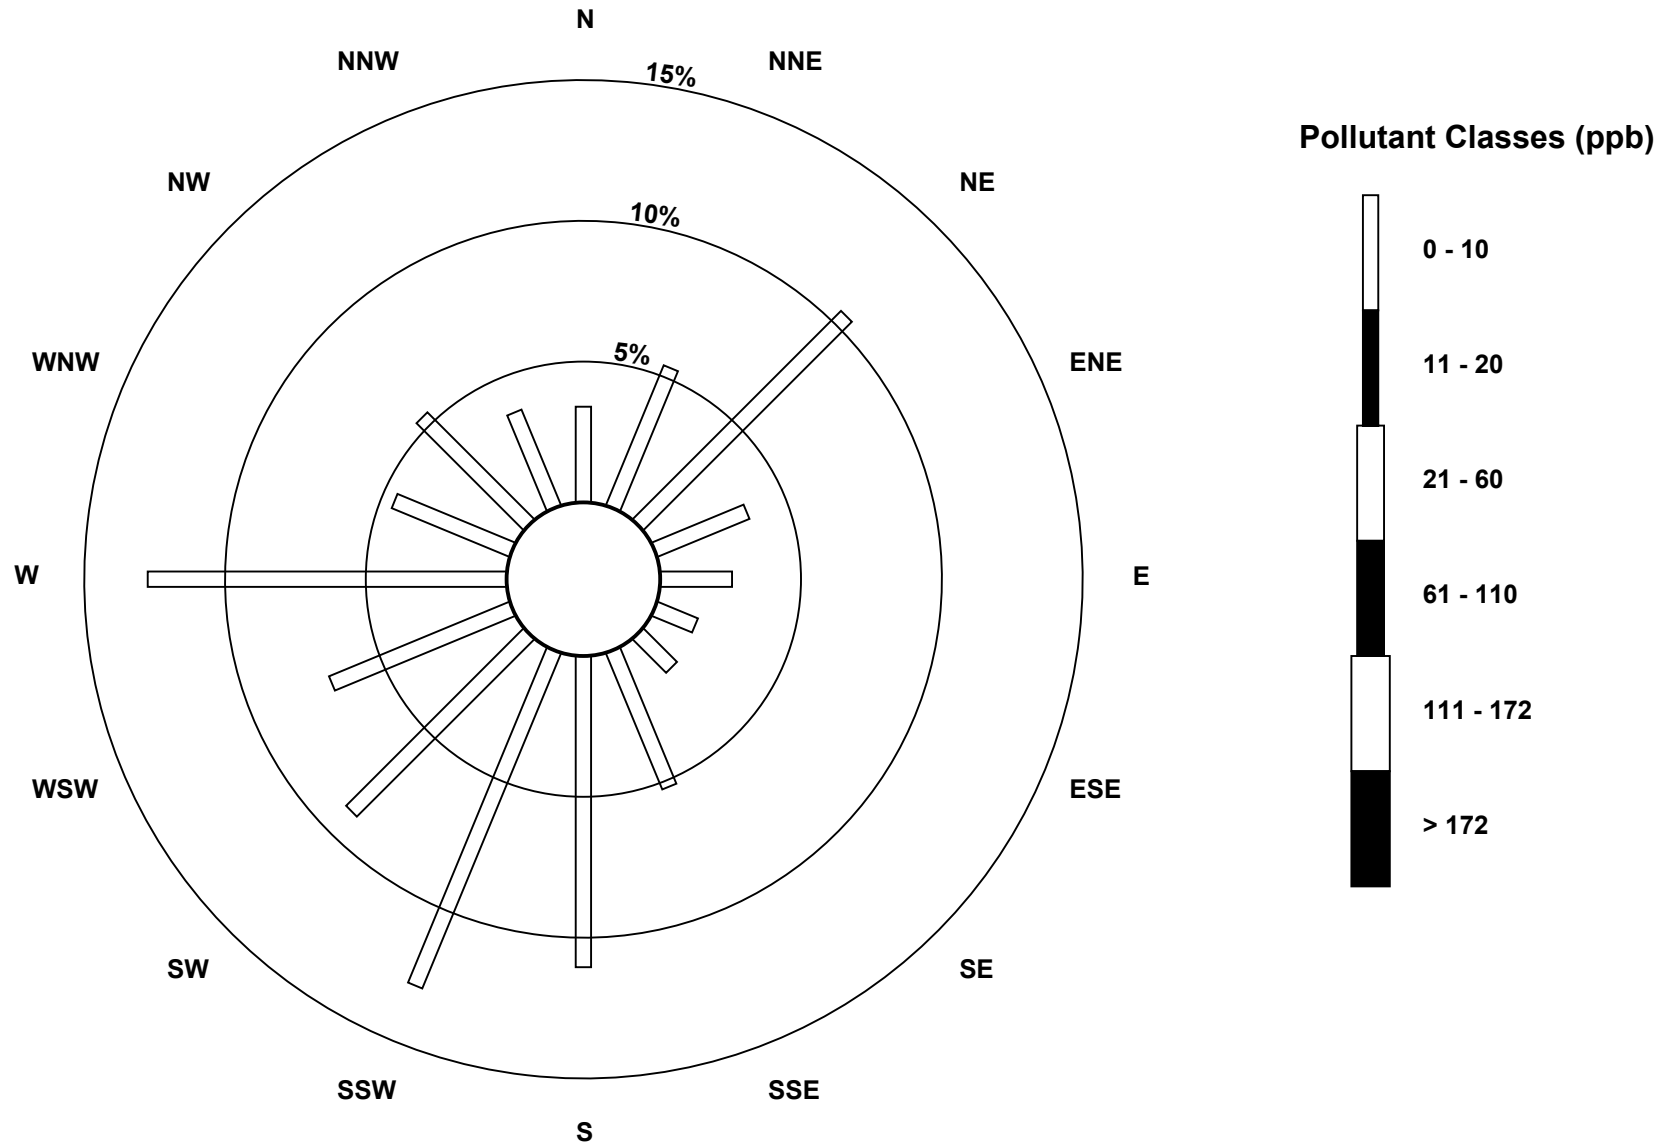 N
NNW
NNE
15%
Pollutant Classes (ppb)
NW
NE
10%
0 - 10
5%
WNW
ENE
11 - 20
21 - 60
W
E
61 - 110
111 - 172
WSW
ESE
> 172
SW
SE
SSW
SSE
S